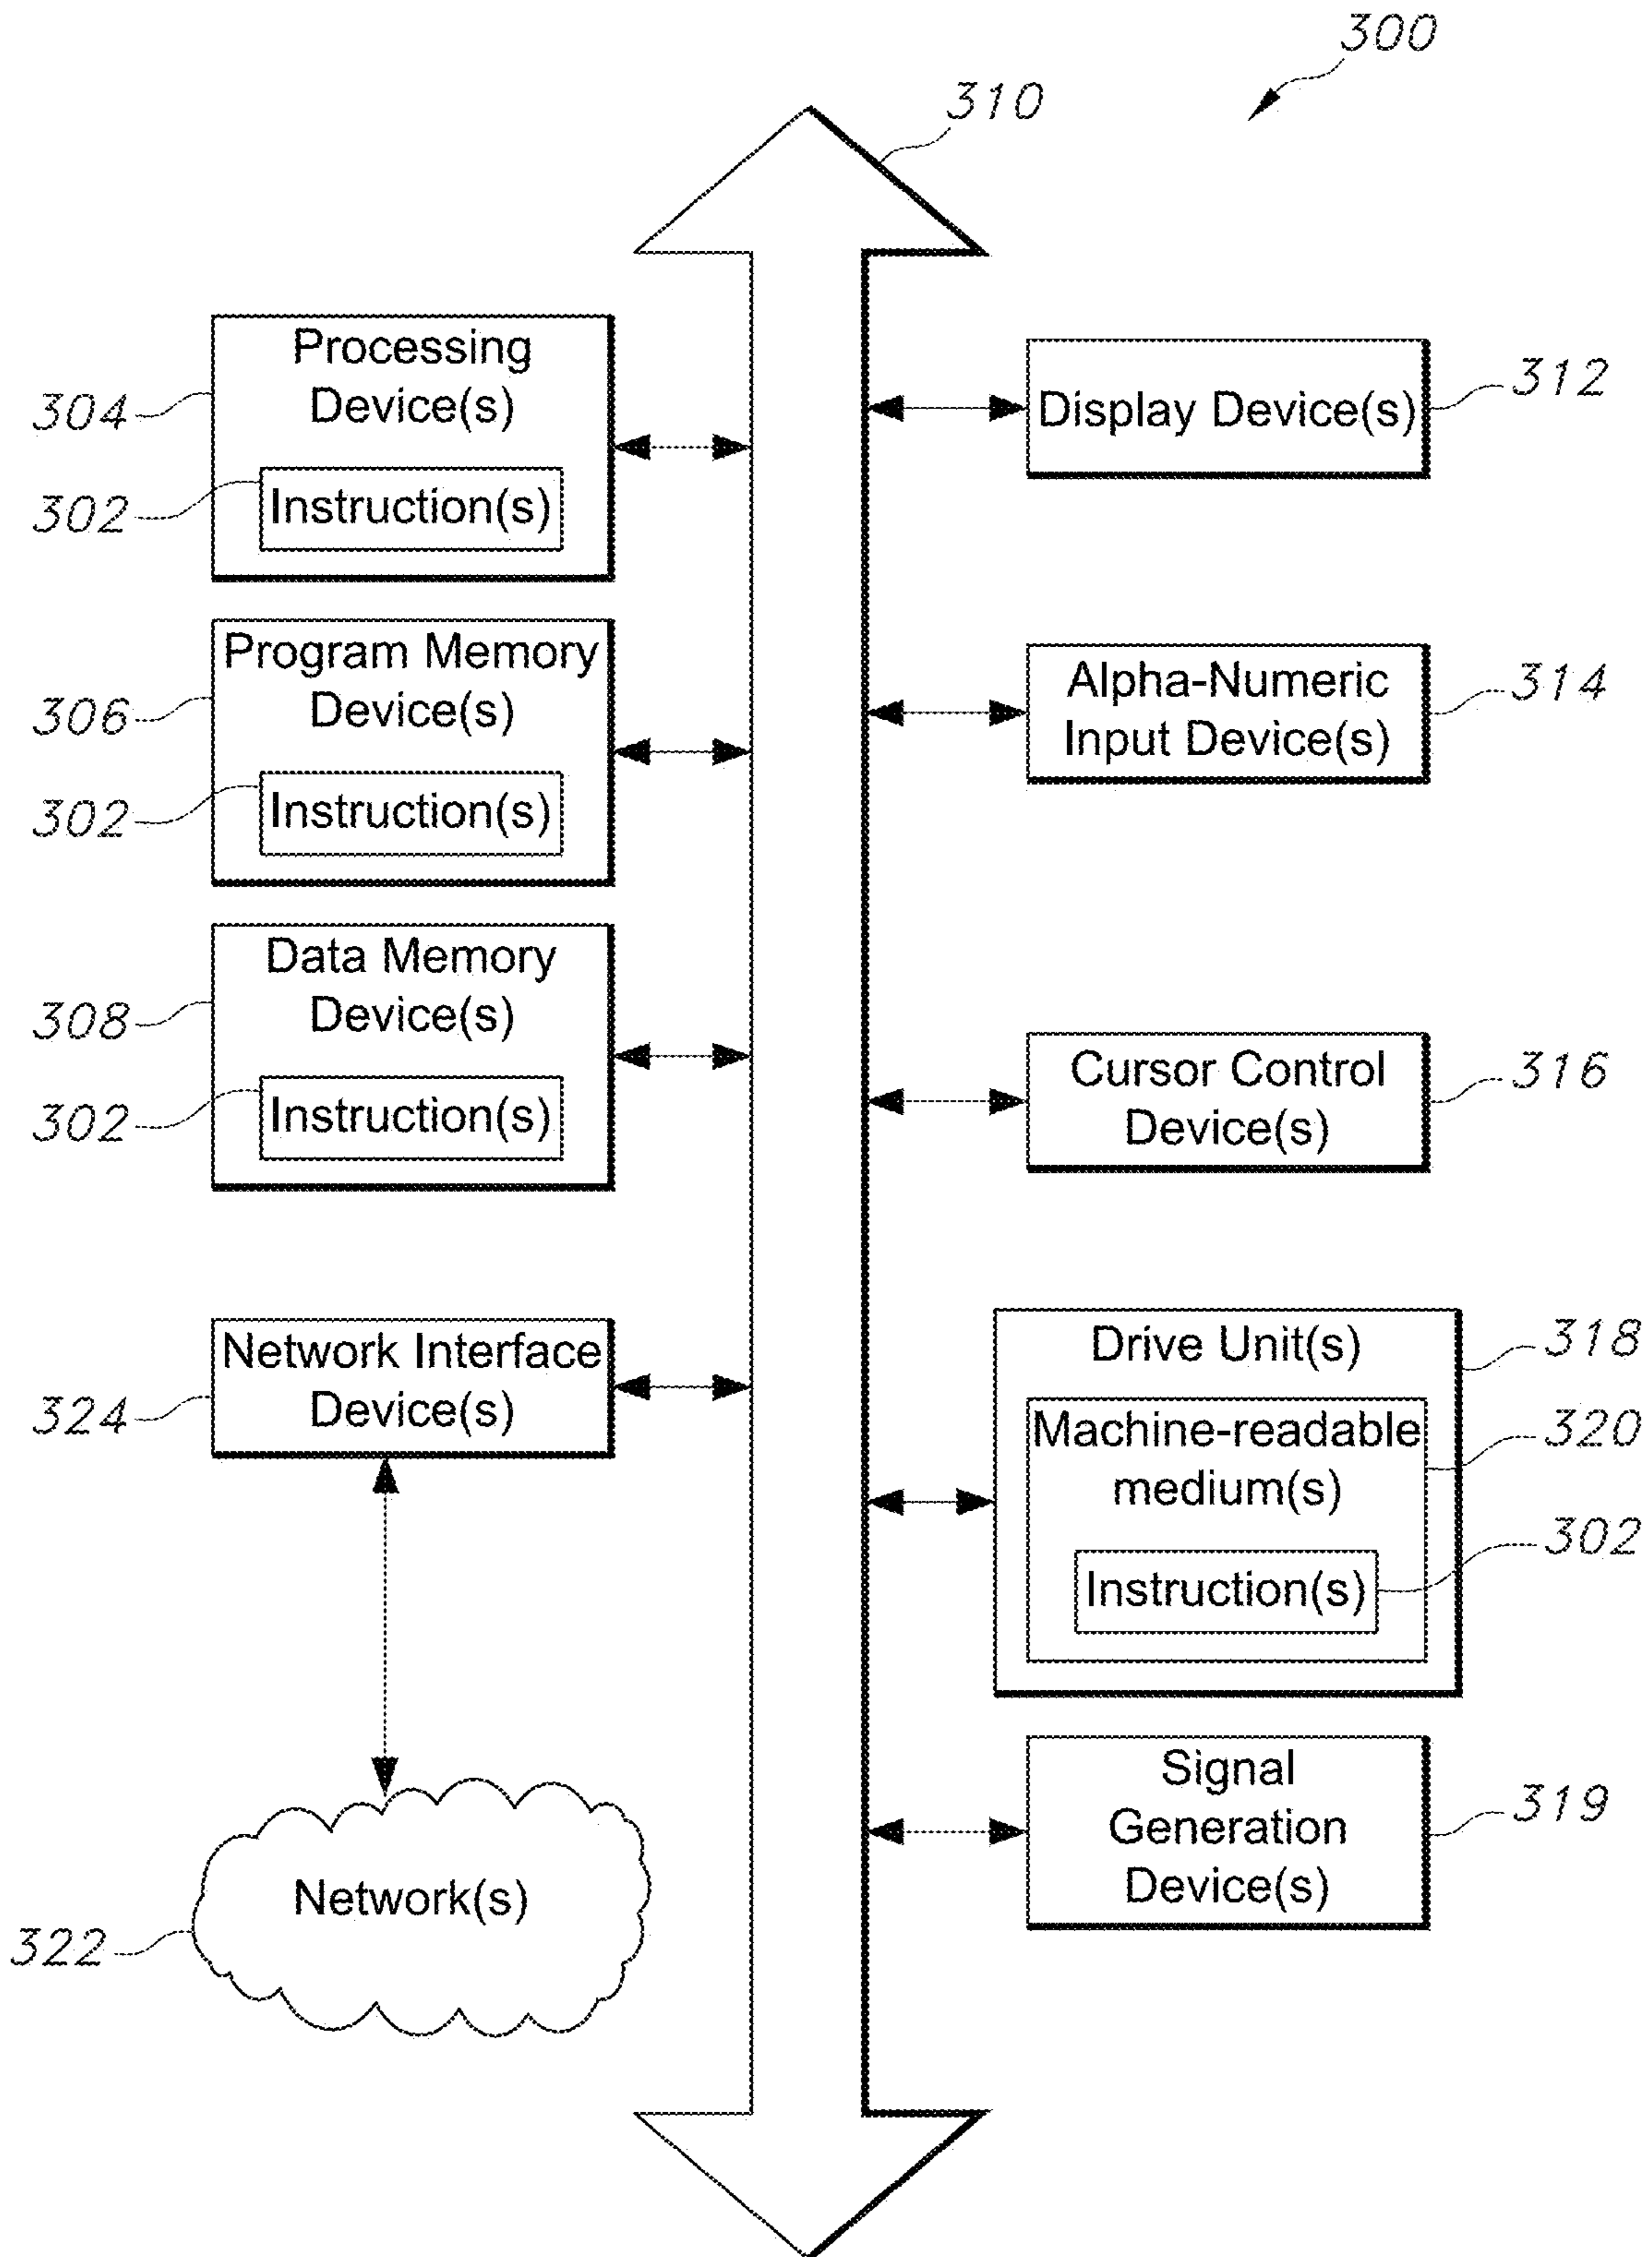 300
310
Processing
Device(s)
304
302
Instruction(s)
Program Memory
Device(s)
306
302
Instruction(s)
Data Memory
Device(s)
308
302
Instruction(s)
Network Interface
Device(s)
324
Network(s)
322
Display Device(s)
312
Alpha-Numeric
Input Device(s)
314
Cursor Control
Device(s)
316
Drive Unit(s)
318
Machine-readable
medium(s)
320
Instruction(s)
302
Signal
Generation
Device(s)
319